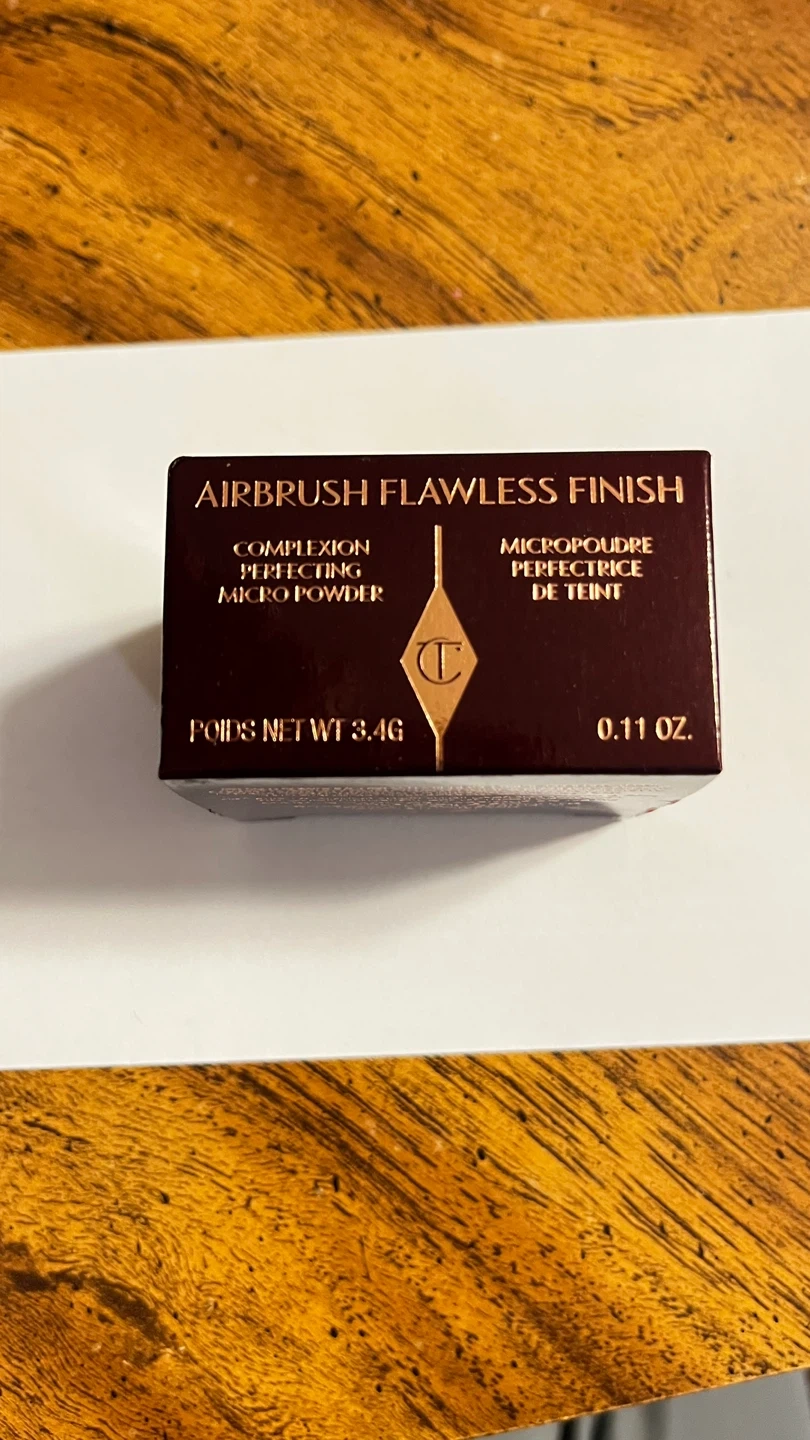 AIRBRUSH FLAWLESS FINISH
COMPLEXION
PERFECTING
MICRO POWDER
MICROPOUDRE
PERFECTRICE
DE TEINT
CT
POIDS NET WT 3.4G
0.11 OZ.